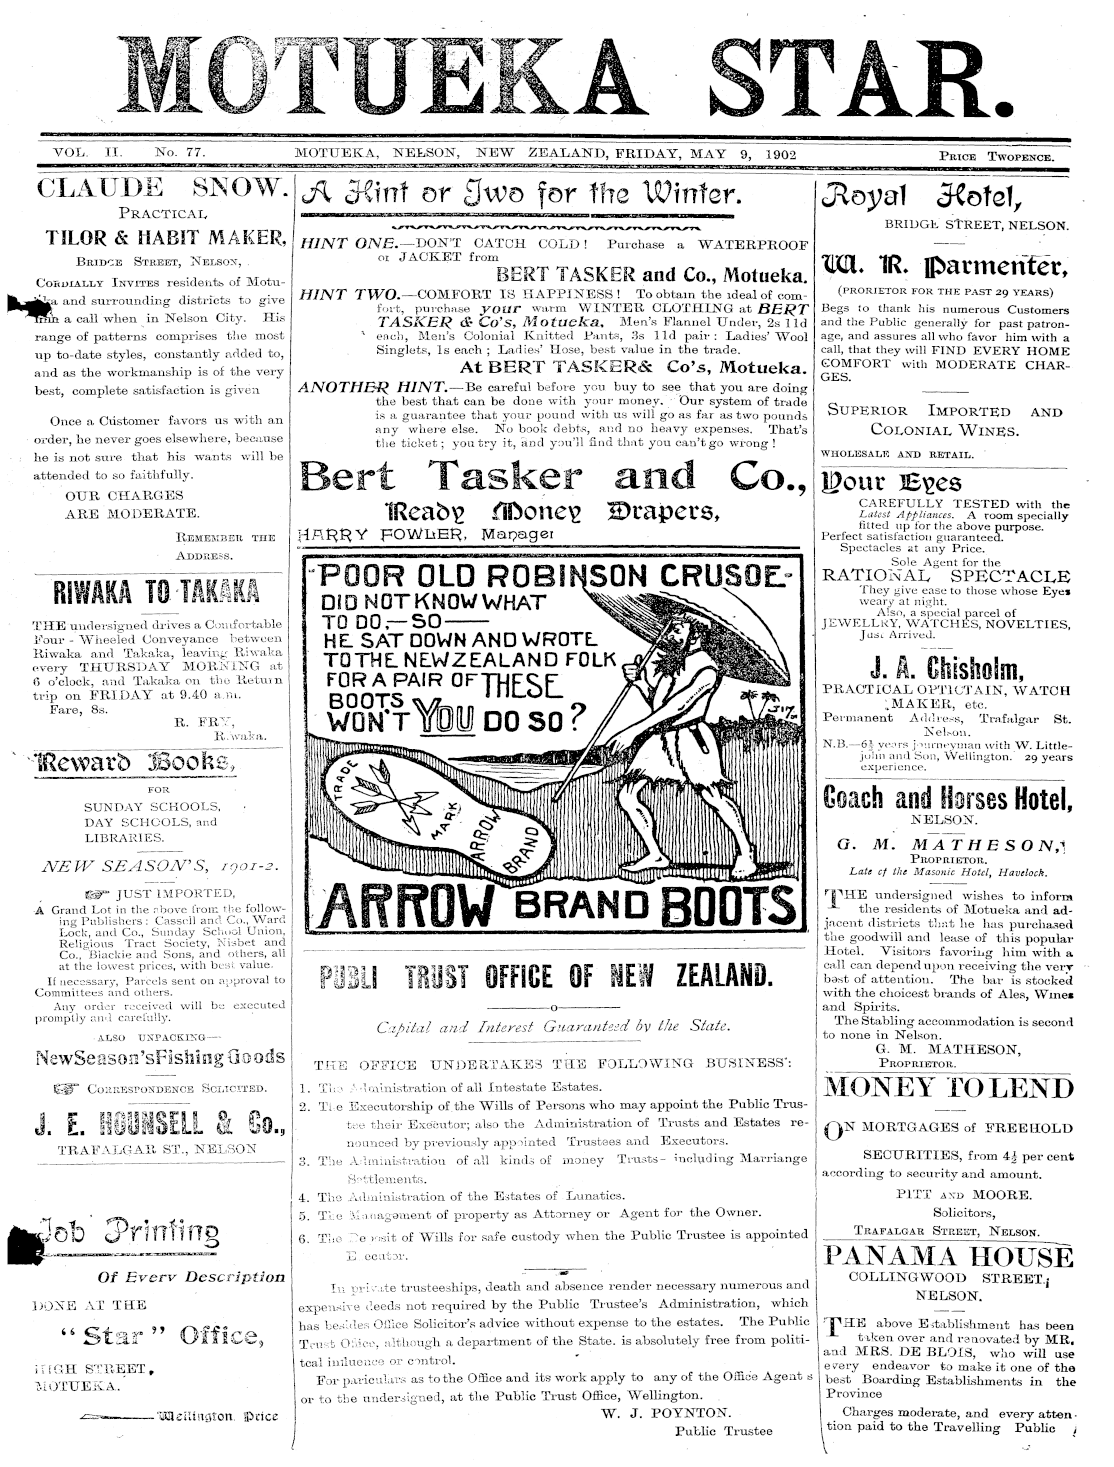 MOTUEKA STAR.
VOL. II. No. 77. MOTUEKA, NELSON, NEW ZEALAND, FRIDAY, MAY 9, 1902 PRICE TWOPENCE.
CLAUDE SNOW.
PRACTICAL
TILOR & HABIT MAKER,
BRIDGE STREET, NELSON,
CORDIALLY INVITES residents of Motu-
and surrounding districts to give
a call when in Nelson City. His
range of patterns comprises the most
up to-date styles, constantly added to,
and as the workmanship is of the very
best, complete satisfaction is given
Once a Customer favors us with an
order, he never goes elsewhere, because
he is not sure that his wants will be
attended to so faithfully.
OUR CHARGES
ARE MODERATE.
REMEMBER THE
ADDRESS.
RIWAKA TO TAKAKA
THE undersigned drives a Comfortable
Four - Wheeled Conveyance between
Riwaka and Takaka, leaving Riwaka
every THURSDAY MORNING at
6 o'clock, and Takaka on the Return
trip on FRIDAY at 9.40 a.m.
Fare, 8s.
R. FRY,
Riwaka.
Reward Books,
FOR
SUNDAY SCHOOLS,
DAY SCHOOLS, and
LIBRARIES.
NEW SEASON'S, 1901-2.
☞ JUST IMPORTED,
A Grand Lot in the above from the follow-
ing Publishers: Cassell and Co., Ward
Lock, and Co., Sunday School Union,
Religious Tract Society, Nisbet and
Co., Blackie and Sons, and others, all
at the lowest prices, with best value.
If necessary, Parcels sent on approval to
Committees and others.
Any order received will be executed
promptly and carefully.
ALSO UNPACKING—
New Season's Fishing Goods
☞ CORRESPONDENCE SOLICITED.
J. E. HOUNSELL & Co.,
TRAFALGAR ST., NELSON
Job Printing
Of Every Description
DONE AT THE
"Star" Office,
HIGH STREET,
MOTUEKA.
Wellington Price
A Hint or Two for the Winter.
HINT ONE.—DON'T CATCH COLD! Purchase a WATERPROOF
or JACKET from
BERT TASKER and Co., Motueka.
HINT TWO.—COMFORT IS HAPPINESS! To obtain the ideal of com-
fort, purchase your warm WINTER CLOTHING at BERT
TASKER & Co's, Motueka. Men's Flannel Under, 2s 11d
each, Men's Colonial Knitted Pants, 3s 11d pair: Ladies' Wool
Singlets, 1s each; Ladies' Hose, best value in the trade.
At BERT TASKER& Co's, Motueka.
ANOTHER HINT.—Be careful before you buy to see that you are doing
the best that can be done with your money. Our system of trade
is a guarantee that your pound with us will go as far as two pounds
any where else. No book debts, and no heavy expenses. That's
the ticket; you try it, and you'll find that you can't go wrong!
Bert Tasker and Co.,
Ready Money Drapers,
HARRY FOWLER, Manager
"POOR OLD ROBINSON CRUSOE-"
DID NOT KNOW WHAT
TO DO,— SO—
HE SAT DOWN AND WROTE
TO THE NEW ZEALAND FOLK
FOR A PAIR OF THESE
BOOTS
WON'T YOU DO SO?
TRADE
MARK
ARROW
BRAND
ARROW BRAND BOOTS
PUBLI TRUST OFFICE OF NEW ZEALAND.
Capital and Interest Guaranteed by the State.
THE OFFICE UNDERTAKES THE FOLLOWING BUSINESS:
1. The Administration of all Intestate Estates.
2. The Executorship of the Wills of Persons who may appoint the Public Trus-
tee their Executor; also the Administration of Trusts and Estates re-
nounced by previously appointed Trustees and Executors.
3. The Administration of all kinds of money Trusts- including Marriange
Settlements.
4. The Administration of the Estates of Lunatics.
5. The Management of property as Attorney or Agent for the Owner.
6. The Deposit of Wills for safe custody when the Public Trustee is appointed
Executor.
In private trusteeships, death and absence render necessary numerous and
expensive deeds not required by the Public Trustee's Administration, which
has besides Office Solicitor's advice without expense to the estates. The Public
Trust Office, although a department of the State. is absolutely free from politi-
tcal influence or control.
For pariculars as to the Office and its work apply to any of the Office Agent s
or to the undersigned, at the Public Trust Office, Wellington.
W. J. POYNTON.
Public Trustee
Royal Hotel,
BRIDGE STREET, NELSON.
W. R. Parmenter,
(PRORIETOR FOR THE PAST 29 YEARS)
Begs to thank his numerous Customers
and the Public generally for past patron-
age, and assures all who favor him with a
call, that they will FIND EVERY HOME
COMFORT with MODERATE CHAR-
GES.
SUPERIOR IMPORTED AND
COLONIAL WINES.
WHOLESALE AND RETAIL.
Your Eyes
CAREFULLY TESTED with the
Latest Appliances. A room specially
fitted up for the above purpose.
Perfect satisfaction guaranteed.
Spectacles at any Price.
Sole Agent for the
RATIONAL SPECTACLE
They give ease to those whose Eyes
weary at night.
Also, a special parcel of
JEWELLRY, WATCHES, NOVELTIES,
Just Arrived.
J. A. Chisholm,
PRACTICAL OPTICTAIN, WATCH
MAKER, etc.
Permanent Address, Trafalgar St.
Nelson.
N.B.—6½ years journeyman with W. Little-
john and Son, Wellington. 29 years
experience.
Coach and Horses Hotel,
NELSON.
G. M. MATHESON,
PROPRIETOR.
Late of the Masonic Hotel, Havelock.
THE undersigned wishes to inform
the residents of Motueka and ad-
jacent districts that he has purchased
the goodwill and lease of this popular
Hotel. Visitors favoring him with a
call can depend upon receiving the very
best of attention. The bar is stocked
with the choicest brands of Ales, Wines
and Spirits.
The Stabling accommodation is second
to none in Nelson.
G. M. MATHESON,
PROPRIETOR.
MONEY TO LEND
ON MORTGAGES of FREEHOLD
SECURITIES, from 4½ per cent
according to security and amount.
PITT AND MOORE.
Solicitors,
TRAFALGAR STREET, NELSON.
PANAMA HOUSE
COLLINGWOOD STREET,
NELSON.
THE above Establishment has been
taken over and renovated by MR.
and MRS. DE BLOIS, who will use
every endeavor to make it one of the
best Boarding Establishments in the
Province
Charges moderate, and every atten-
tion paid to the Travelling Public